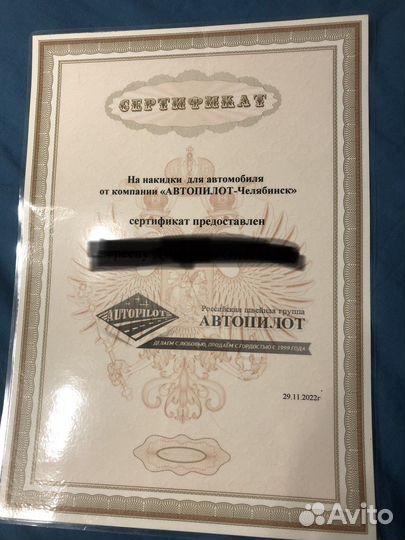 СЕРТИФИКАТ
На накидки для автомобиля
от компании «АВТОПИЛОТ-Челябинск»
сертификат предоставлен
AUTOPILOT
Российская швейная группа
АВТОПИЛОТ
ДЕЛАЕМ С ЛЮБОВЬЮ, ПРОДАЁМ С ГОРДОСТЬЮ С 1999 ГОДА
29.11.2022г
Avito